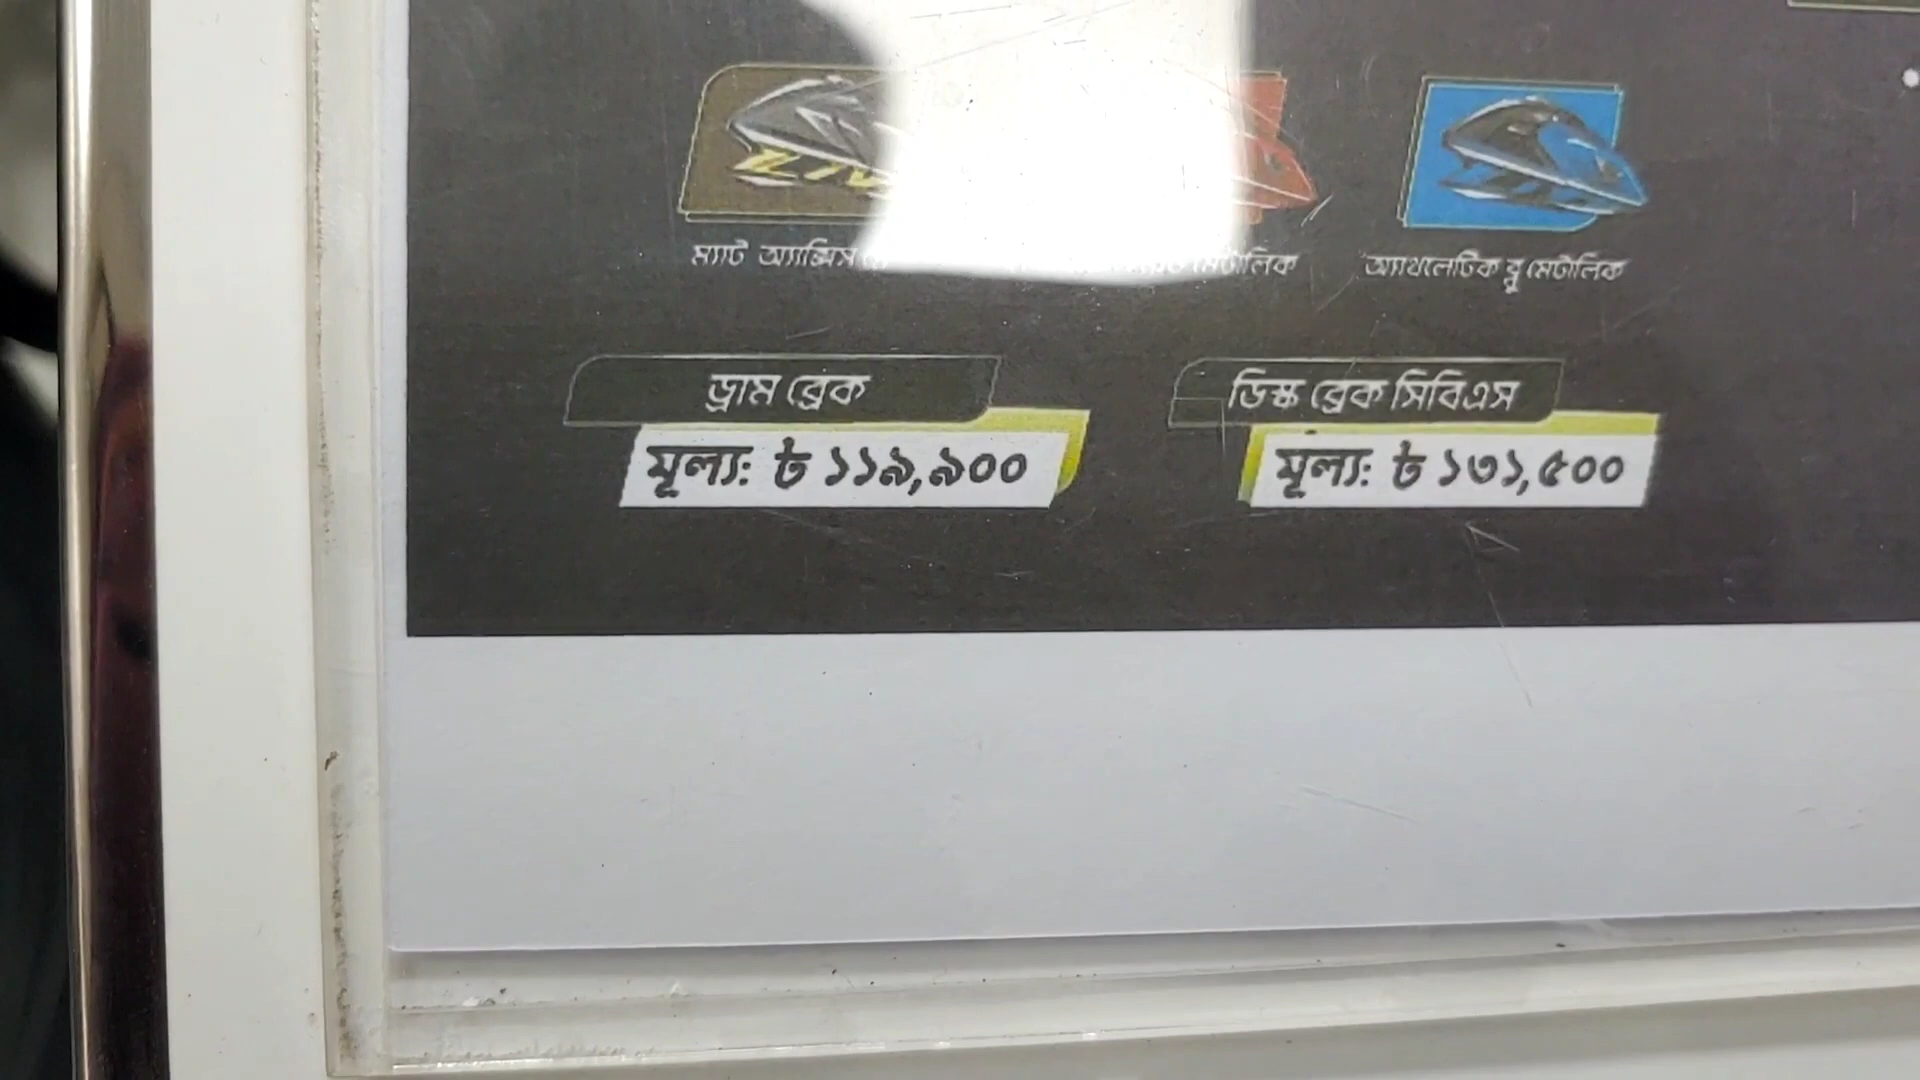 ম্যাট অ্যাক্সিস
মেটালিক
অ্যাথলেটিক ব্লু মেটালিক
ড্রাম ব্রেক
ডিস্ক ব্রেক সিবিএস
মূল্য: ৳ ১১৯,৯০০
মূল্য: ৳ ১৩১,৫০০